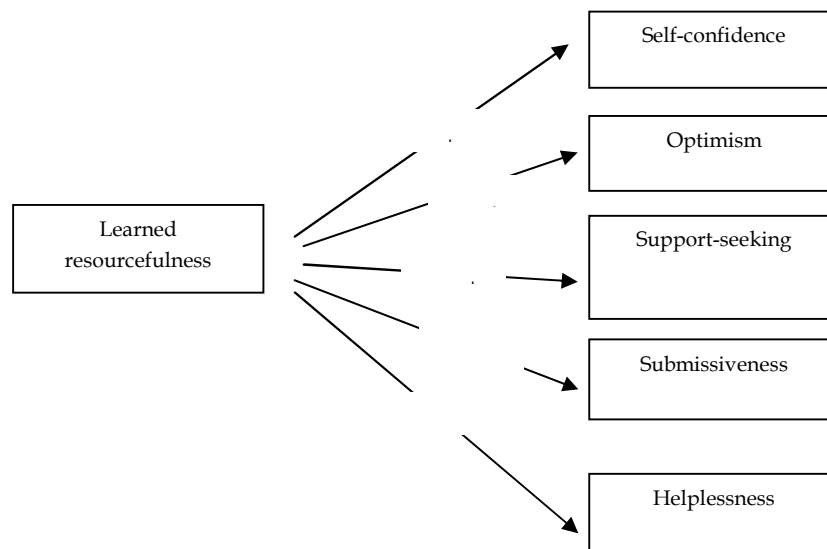 Self-confidence
Optimism
Learned
resourcefulness
Support-seeking
Submissiveness
Helplessness